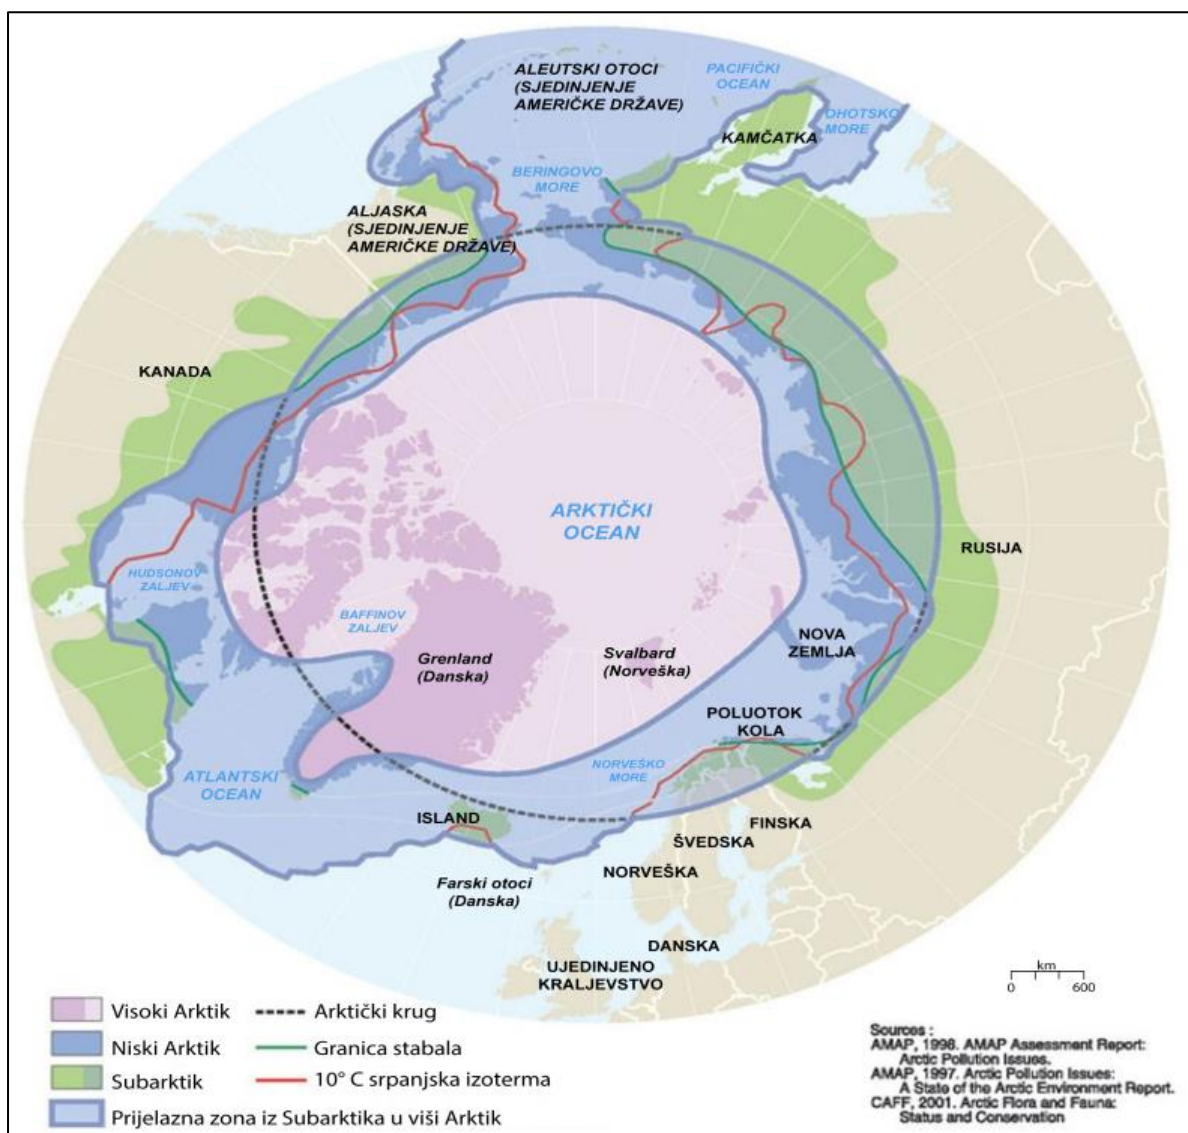 ALEUTSKI OTOCI
(SJEDINJENJE
AMERIČKE DRŽAVE)
PACIFIČKI
OCEAN
OHOTSKO
MORE
KAMČATKA
BERINGOVO
MORE
ALJASKA
(SJEDINJENJE
AMERIČKE DRŽAVE)
KANADA
ARKTIČKI
OCEAN
RUSIJA
HUDSONOV
ZALJEV
BAFFINOV
ZALJEV
Grenland
(Danska)
Svalbard
(Norveška)
NOVA
ZEMLJA
POLUOTOK
KOLA
ATLANTSKI
OCEAN
NORVEŠKO
MORE
ISLAND
FINSKA
ŠVEDSKA
NORVEŠKA
Farski otoci
(Danska)
DANSKA
UJEDINJENO
KRALJEVSTVO
km
0 600
Visoki Arktik
Niski Arktik
Subarktik
Prijelazna zona iz Subarktika u viši Arktik
Arktički krug
Granica stabala
10° C srpanjska izoterma
Sources :
AMAP, 1998. AMAP Assessment Report:
Arctic Pollution Issues.
AMAP, 1997. Arctic Pollution Issues:
A State of the Arctic Environment Report.
CAFF, 2001. Arctic Flora and Fauna:
Status and Conservation